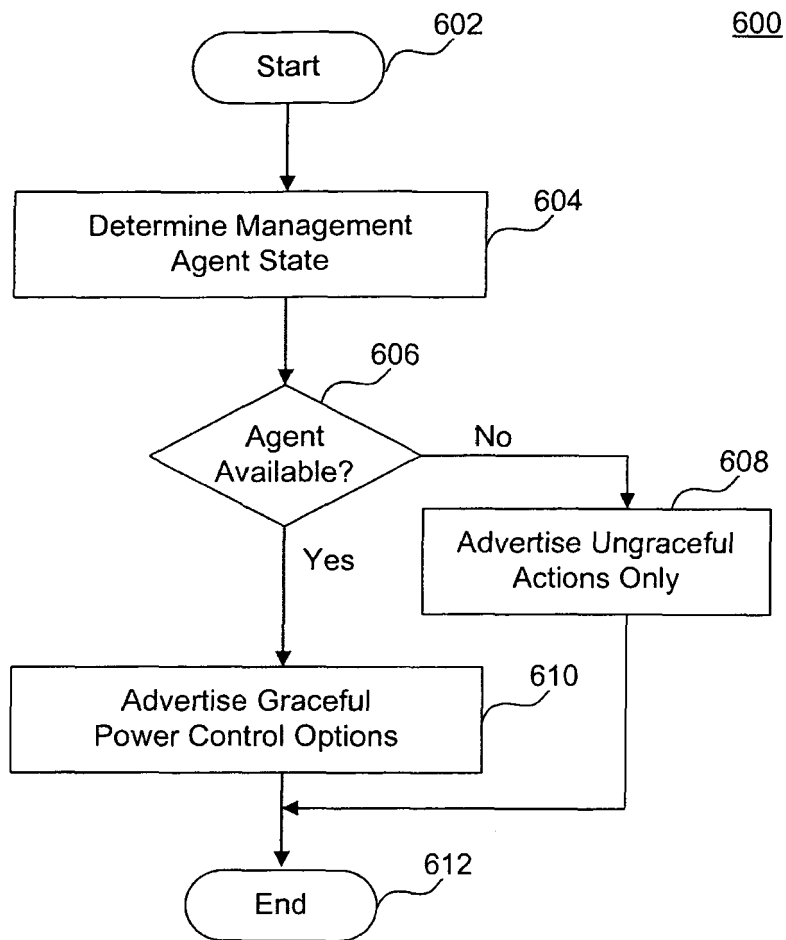 600
602
Start
604
Determine Management
Agent State
606
Agent
Available?
No
608
Advertise Ungraceful
Actions Only
Yes
610
Advertise Graceful
Power Control Options
612
End